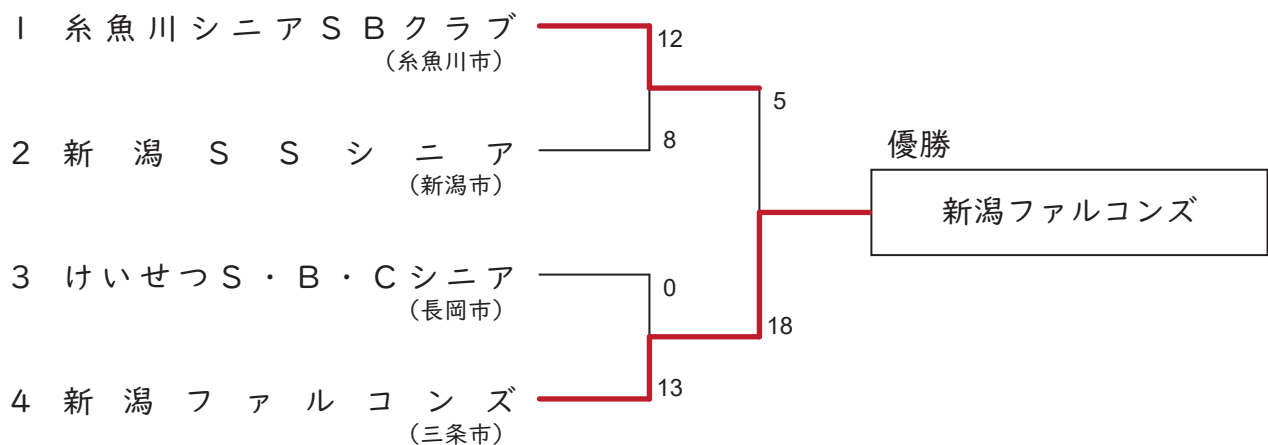 1 糸魚川シニアSBクラブ
(糸魚川市)
12
5
8
2 新潟SSシニア
(新潟市)
優勝
新潟ファルコンズ
3 けいせつS・B・Cシニア
(長岡市)
0
18
13
4 新潟ファルコンズ
(三条市)